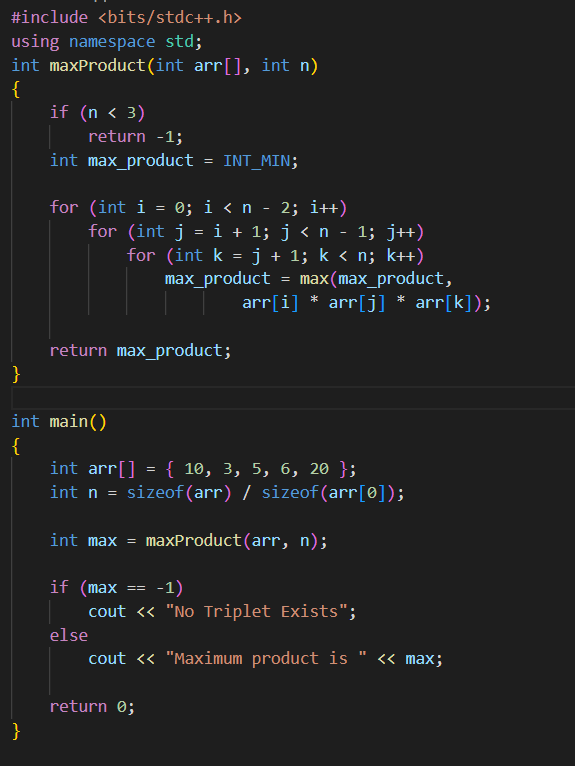 #include <bits/stdc++.h>
using namespace std;
int maxProduct(int arr[], int n)
{
    if (n < 3)
        return -1;
    int max_product = INT_MIN;

    for (int i = 0; i < n - 2; i++)
        for (int j = i + 1; j < n - 1; j++)
            for (int k = j + 1; k < n; k++)
                max_product = max(max_product,
                        arr[i] * arr[j] * arr[k]);

    return max_product;
}

int main()
{
    int arr[] = { 10, 3, 5, 6, 20 };
    int n = sizeof(arr) / sizeof(arr[0]);

    int max = maxProduct(arr, n);

    if (max == -1)
        cout << "No Triplet Exists";
    else
        cout << "Maximum product is " << max;

    return 0;
}